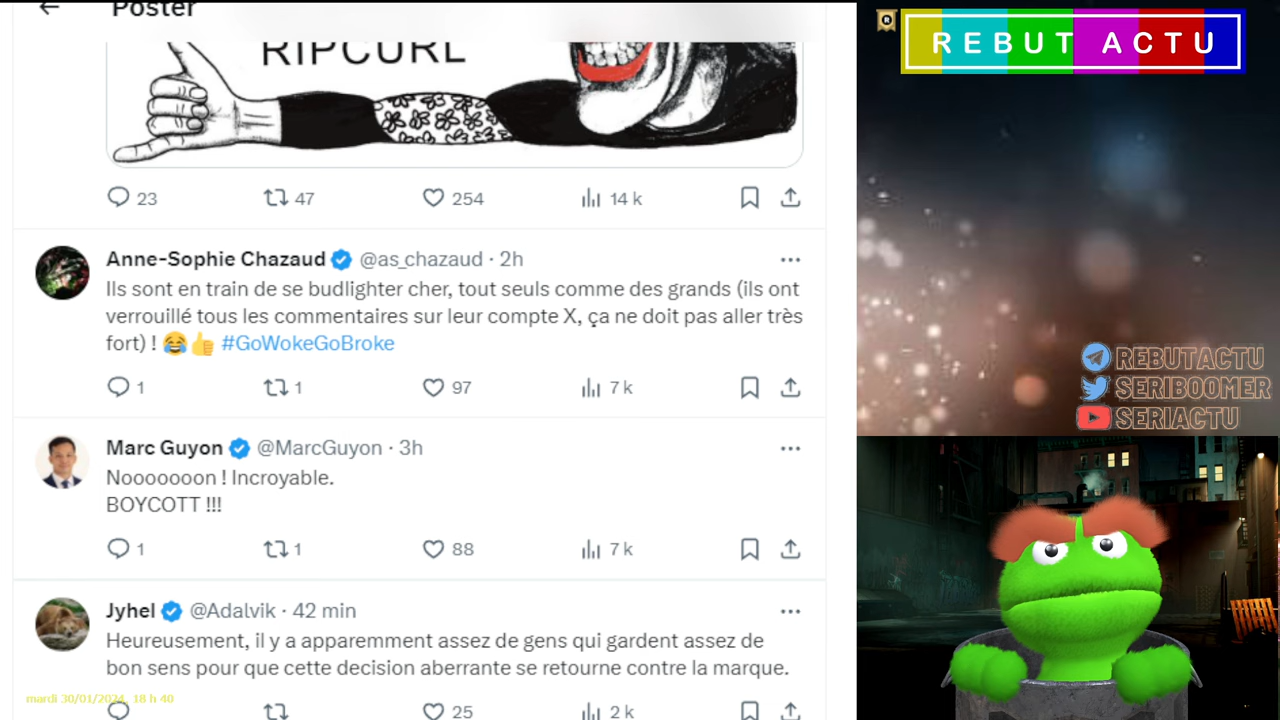 Poster
RIPCURL
23
47
254
14 k
Anne-Sophie Chazaud @as_chazaud · 2h
Ils sont en train de se budlighter cher, tout seuls comme des grands (ils ont
verrouillé tous les commentaires sur leur compte X, ça ne doit pas aller très
fort) ! 😂👍 #GoWokeGoBroke
1
1
97
7 k
Marc Guyon @MarcGuyon · 3h
Nooooooon ! Incroyable.
BOYCOTT !!!
1
1
88
7 k
Jyhel @Adalvik · 42 min
Heureusement, il y a apparemment assez de gens qui gardent assez de
bon sens pour que cette decision aberrante se retourne contre la marque.
mardi 30/01/2024, 18 h 40
25
2 k
R
REBUT ACTU
REBUTACTU
SERIBOOMER
SERIACTU